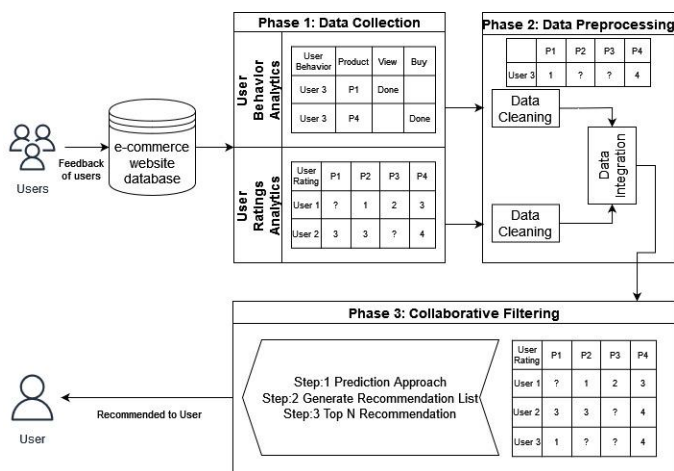 Phase 1: Data Collection
Phase 2: Data Preprocessing
Users
Feedback
of users
e-commerce
website
database
User
Behavior
Analytics
User
Behavior
Product
View
Buy
User 3
P1
Done
User 3
P4
Done
User
Ratings
Analytics
User
Rating
P1
P2
P3
P4
User 1
?
1
2
3
User 2
3
3
?
4
P1
P2
P3
P4
User 3
1
?
?
4
Data
Cleaning
Data
Integration
Data
Cleaning
Phase 3: Collaborative Filtering
Step:1 Prediction Approach
Step:2 Generate Recommendation List
Step:3 Top N Recommendation
User
Rating
P1
P2
P3
P4
User 1
?
1
2
3
User 2
3
3
?
4
User 3
1
?
?
4
Recommended to User
User